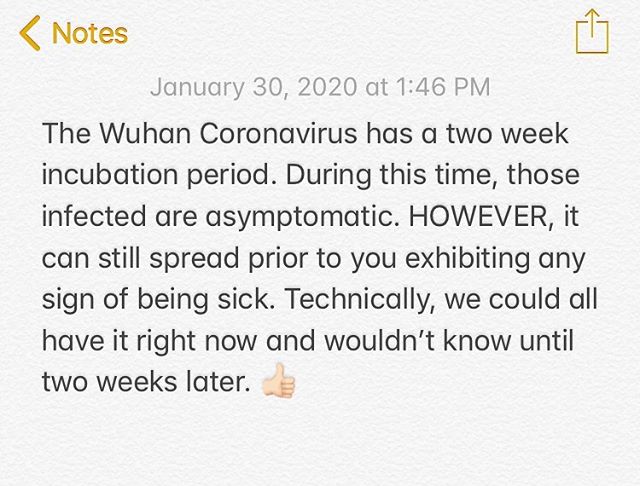 Notes
January 30, 2020 at 1:46 PM
The Wuhan Coronavirus has a two week
incubation period. During this time, those
infected are asymptomatic. HOWEVER, it
can still spread prior to you exhibiting any
sign of being sick. Technically, we could all
have it right now and wouldn’t know until
two weeks later. 👍🏻